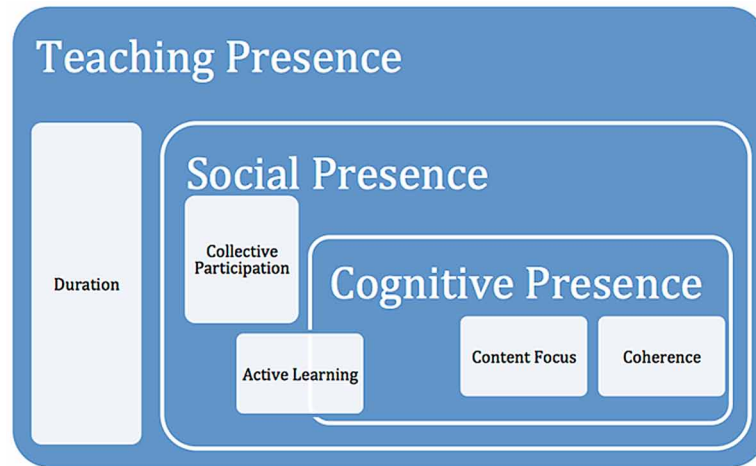 Teaching Presence
Duration
Social Presence
Collective
Participation
Cognitive Presence
Active Learning
Content Focus
Coherence